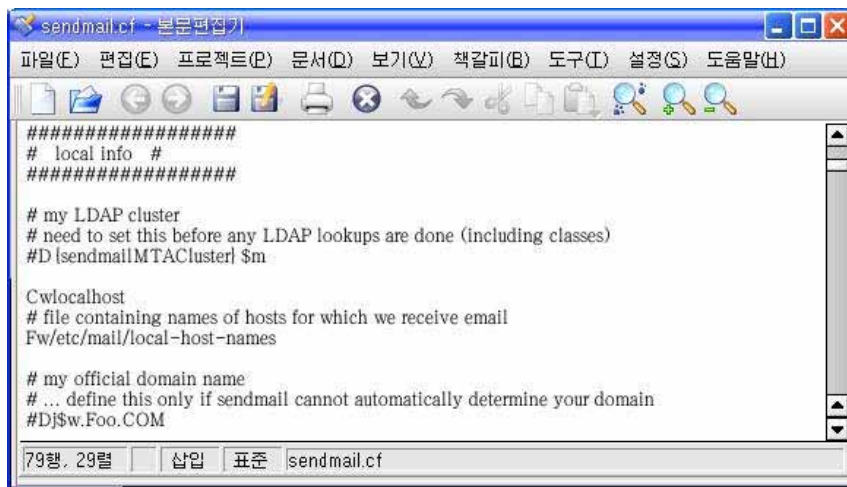 sendmail.cf - 본문편집기
파일(F) 편집(E) 프로젝트(P) 문서(D) 보기(V) 책갈피(B) 도구(T) 설정(S) 도움말(H)
##################
# local info #
##################
# my LDAP cluster
# need to set this before any LDAP lookups are done (including classes)
#D {sendmailMTACluster} $m
Cwlocalhost
# file containing names of hosts for which we receive email
Fw/etc/mail/local-host-names
# my official domain name
# ... define this only if sendmail cannot automatically determine your domain
#Dj$w.Foo.COM
79행, 29렬 삽입 표준 sendmail.cf